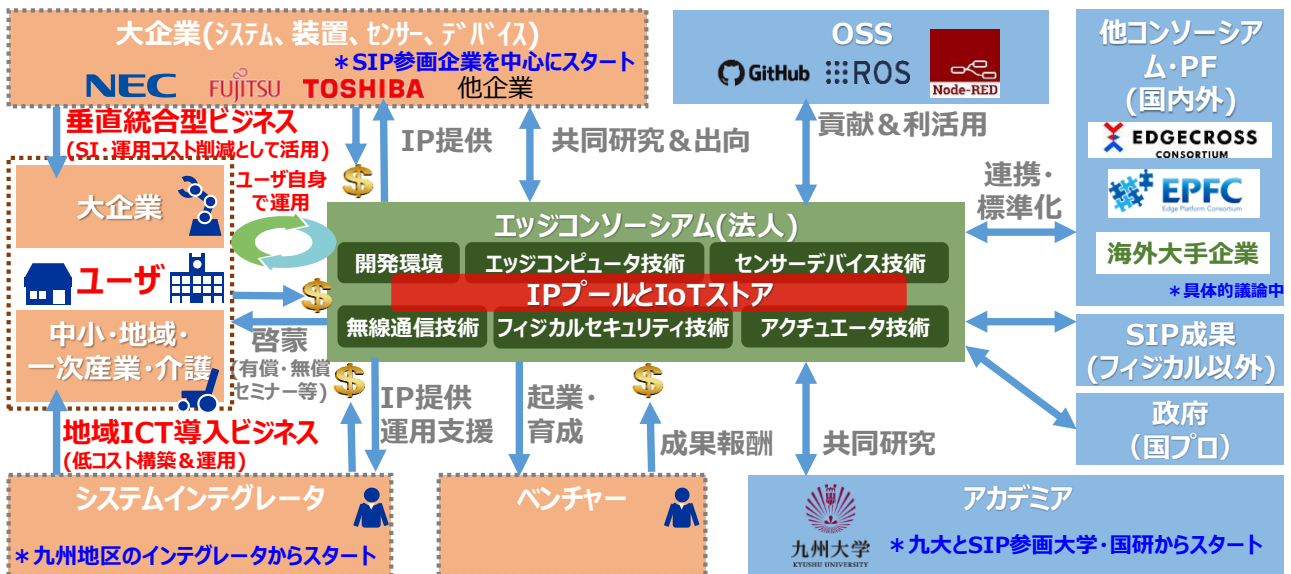 大企業(システム、装置、センサー、デバイス)
＊SIP参画企業を中心にスタート
NEC FUJITSU TOSHIBA 他企業
OSS
GitHub ROS Node-RED
他コンソーシア
ム・PF
(国内外)
EDGECROSS
CONSORTIUM
EPFC
Edge Platform Consortium
海外大手企業
＊具体的議論中
垂直統合型ビジネス
(SI・運用コスト削減として活用)
IP提供
共同研究＆出向
貢献＆利活用
連携・
標準化
大企業
ユーザ自身
で運用
$
ユーザ
中小・地域・
一次産業・介護
エッジコンソーシアム(法人)
開発環境 エッジコンピュータ技術 センサーデバイス技術
IPプールとIoTストア
無線通信技術 フィジカルセキュリティ技術 アクチュエータ技術
$
啓蒙
(有償・無償
セミナー等)
$
$
SIP成果
(フィジカル以外)
政府
(国プロ)
地域ICT導入ビジネス
(低コスト構築＆運用)
IP提供
運用支援
起業・
育成
成果報酬
共同研究
システムインテグレータ
＊九州地区のインテグレータからスタート
ベンチャー
アカデミア
九州大学
KYUSHU UNIVERSITY
＊九大とSIP参画大学・国研からスタート